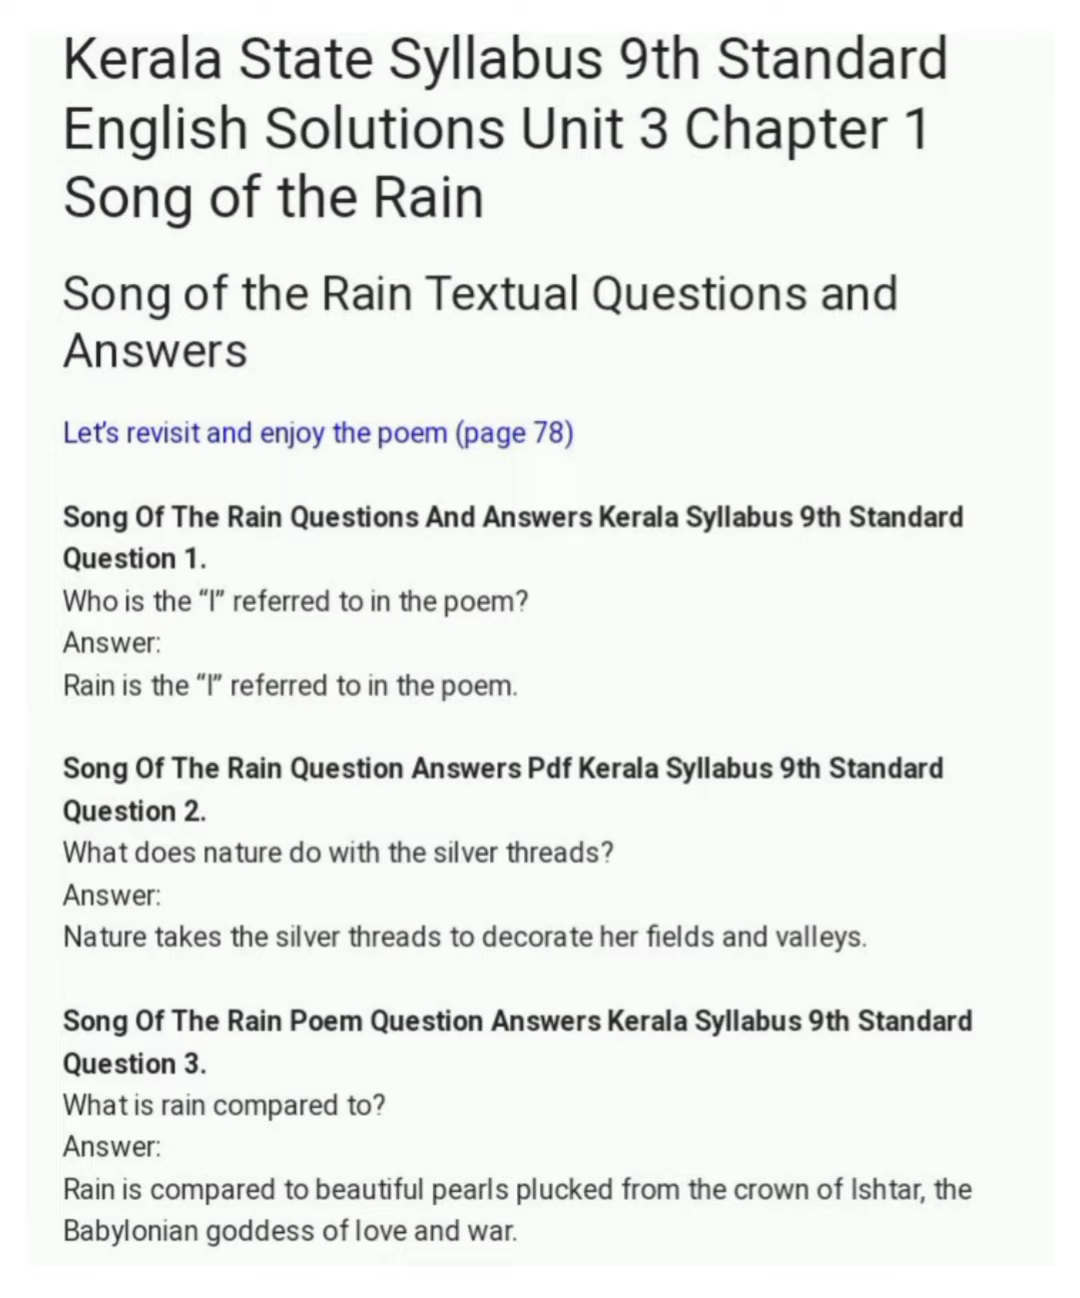 Kerala State Syllabus 9th Standard
English Solutions Unit 3 Chapter 1
Song of the Rain
Song of the Rain Textual Questions and
Answers
Let's revisit and enjoy the poem (page 78)
Song Of The Rain Questions And Answers Kerala Syllabus 9th Standard
Question 1.
Who is the “I” referred to in the poem?
Answer:
Rain is the “I” referred to in the poem.
Song Of The Rain Question Answers Pdf Kerala Syllabus 9th Standard
Question 2.
What does nature do with the silver threads?
Answer:
Nature takes the silver threads to decorate her fields and valleys.
Song Of The Rain Poem Question Answers Kerala Syllabus 9th Standard
Question 3.
What is rain compared to?
Answer:
Rain is compared to beautiful pearls plucked from the crown of Ishtar, the
Babylonian goddess of love and war.